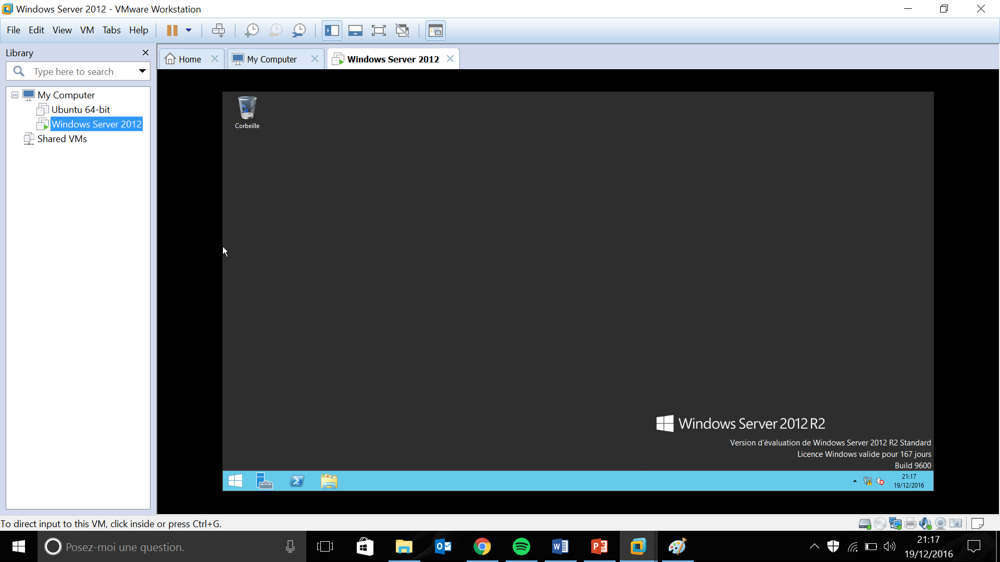 Windows Server 2012 - VMware Workstation
File Edit View VM Tabs Help
Library
Type here to search
My Computer
Ubuntu 64-bit
Windows Server 2012
Shared VMs
Home
My Computer
Windows Server 2012
Corbeille
Windows Server 2012 R2
Version d'évaluation de Windows Server 2012 R2 Standard
Licence Windows valide pour 167 jours
Build 9600
21:17
19/12/2016
To direct input to this VM, click inside or press Ctrl+G.
Posez-moi une question.
21:17
19/12/2016